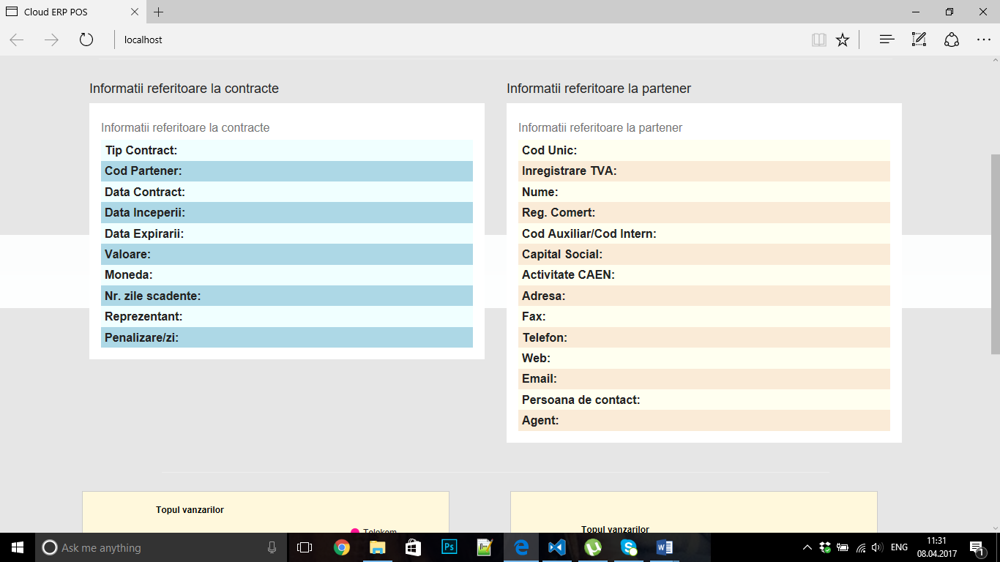 Cloud ERP POS
localhost
Informatii referitoare la contracte
Informatii referitoare la contracte
Tip Contract:
Cod Partener:
Data Contract:
Data Inceperii:
Data Expirarii:
Valoare:
Moneda:
Nr. zile scadente:
Reprezentant:
Penalizare/zi:
Informatii referitoare la partener
Informatii referitoare la partener
Cod Unic:
Inregistrare TVA:
Nume:
Reg. Comert:
Cod Auxiliar/Cod Intern:
Capital Social:
Activitate CAEN:
Adresa:
Fax:
Telefon:
Web:
Email:
Persoana de contact:
Agent:
Topul vanzarilor
Telekom
Topul vanzarilor
Ask me anything
Ps
ENG
11:31
08.04.2017
1